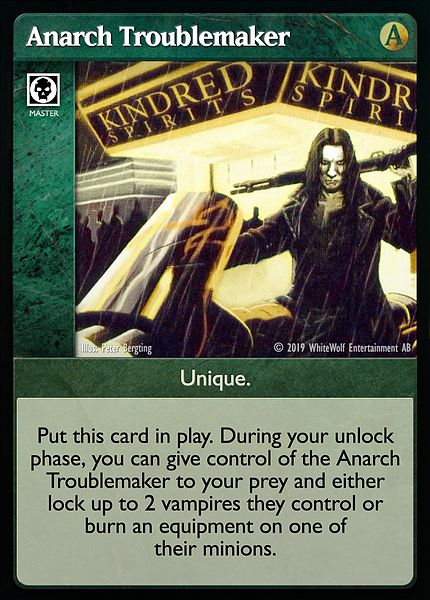 Anarch Troublemaker
A
MASTER
KINDRED
SPIRITS
KINDR
SPIRI
Illus: Peter Bergting
© 2019 WhiteWolf Entertainment AB
Unique.
Put this card in play. During your unlock
phase, you can give control of the Anarch
Troublemaker to your prey and either
lock up to 2 vampires they control or
burn an equipment on one of
their minions.